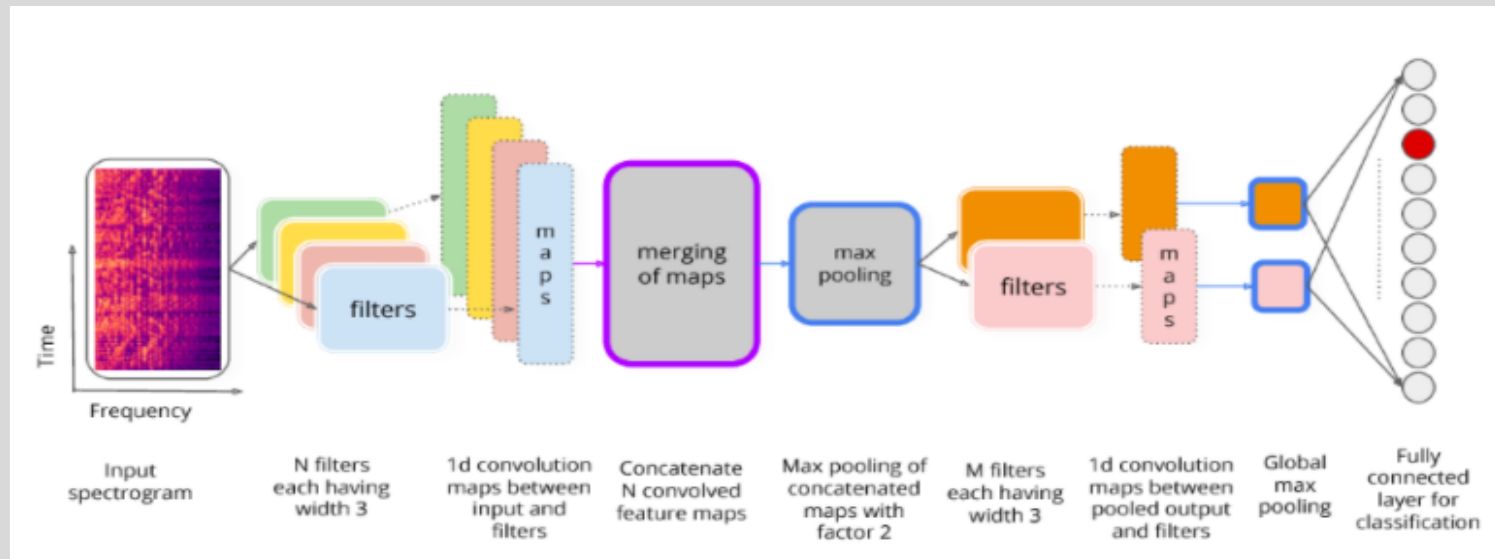 Time
Frequency
filters
m
a
p
s
merging
of maps
max
pooling
filters
m
a
p
s
Input
spectrogram
N filters
each having
width 3
1d convolution
maps between
input and
filters
Concatenate
N convolved
feature maps
Max pooling of
concatenated
maps with
factor 2
M filters
each having
width 3
1d convolution
maps between
pooled output
and filters
Global
max
pooling
Fully
connected
layer for
classification